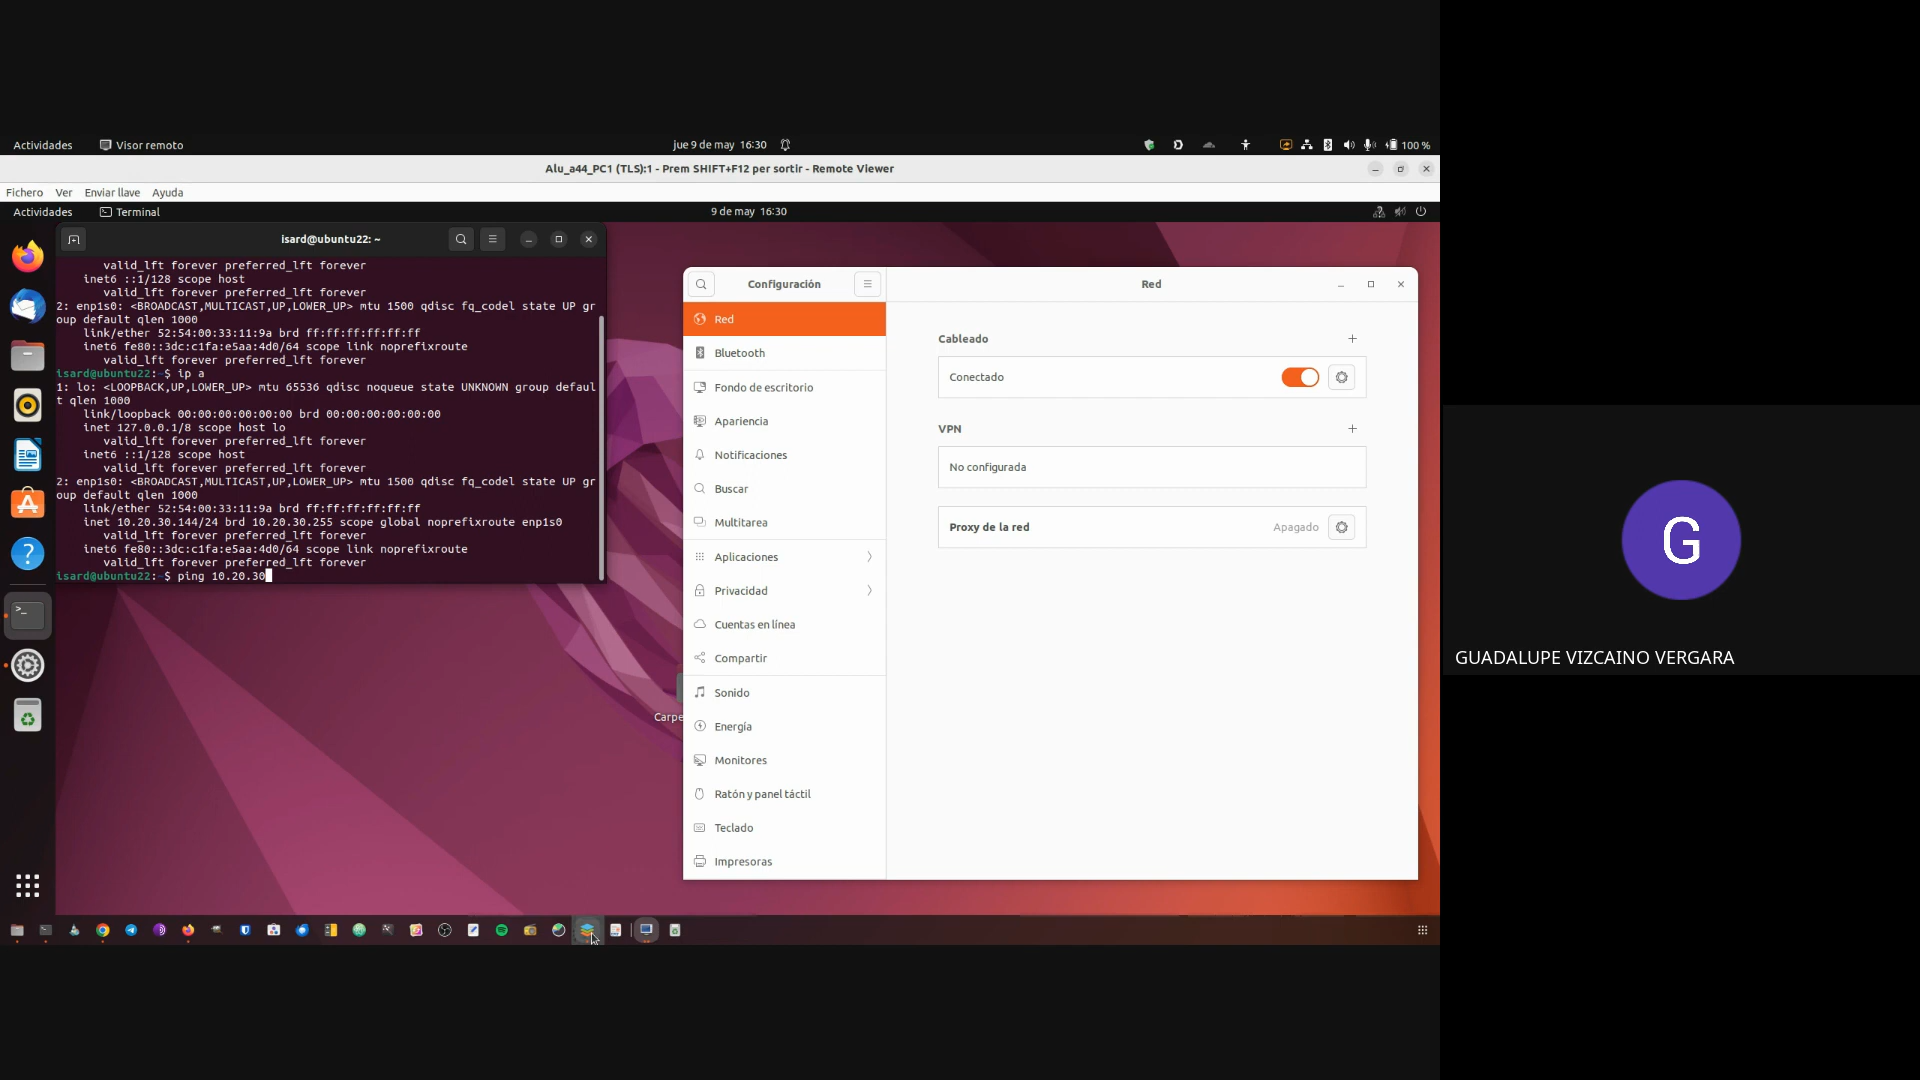 Actividades Visor remoto jue 9 de may 16:30 100 %
Alu_a44_PC1 (TLS):1 - Prem SHIFT+F12 per sortir - Remote Viewer
Fichero Ver Enviar llave Ayuda
Actividades Terminal 9 de may 16:30
isard@ubuntu22: ~
valid_lft forever preferred_lft forever
inet6 ::1/128 scope host
valid_lft forever preferred_lft forever
2: enp1s0: <BROADCAST,MULTICAST,UP,LOWER_UP> mtu 1500 qdisc fq_codel state UP gr
oup default qlen 1000
link/ether 52:54:00:33:11:9a brd ff:ff:ff:ff:ff:ff
inet6 fe80::3dc:c1fa:e5aa:4d0/64 scope link noprefixroute
valid_lft forever preferred_lft forever
isard@ubuntu22:~$ ip a
1: lo: <LOOPBACK,UP,LOWER_UP> mtu 65536 qdisc noqueue state UNKNOWN group defaul
t qlen 1000
link/loopback 00:00:00:00:00:00 brd 00:00:00:00:00:00
inet 127.0.0.1/8 scope host lo
valid_lft forever preferred_lft forever
inet6 ::1/128 scope host
valid_lft forever preferred_lft forever
2: enp1s0: <BROADCAST,MULTICAST,UP,LOWER_UP> mtu 1500 qdisc fq_codel state UP gr
oup default qlen 1000
link/ether 52:54:00:33:11:9a brd ff:ff:ff:ff:ff:ff
inet 10.20.30.144/24 brd 10.20.30.255 scope global noprefixroute enp1s0
valid_lft forever preferred_lft forever
inet6 fe80::3dc:c1fa:e5aa:4d0/64 scope link noprefixroute
valid_lft forever preferred_lft forever
isard@ubuntu22:~$ ping 10.20.30
Carpe
Configuración
Red
Bluetooth
Fondo de escritorio
Apariencia
Notificaciones
Buscar
Multitarea
Aplicaciones
Privacidad
Cuentas en línea
Compartir
Sonido
Energía
Monitores
Ratón y panel táctil
Teclado
Impresoras
Red
Cableado
Conectado
VPN
No configurada
Proxy de la red Apagado
G
GUADALUPE VIZCAINO VERGARA